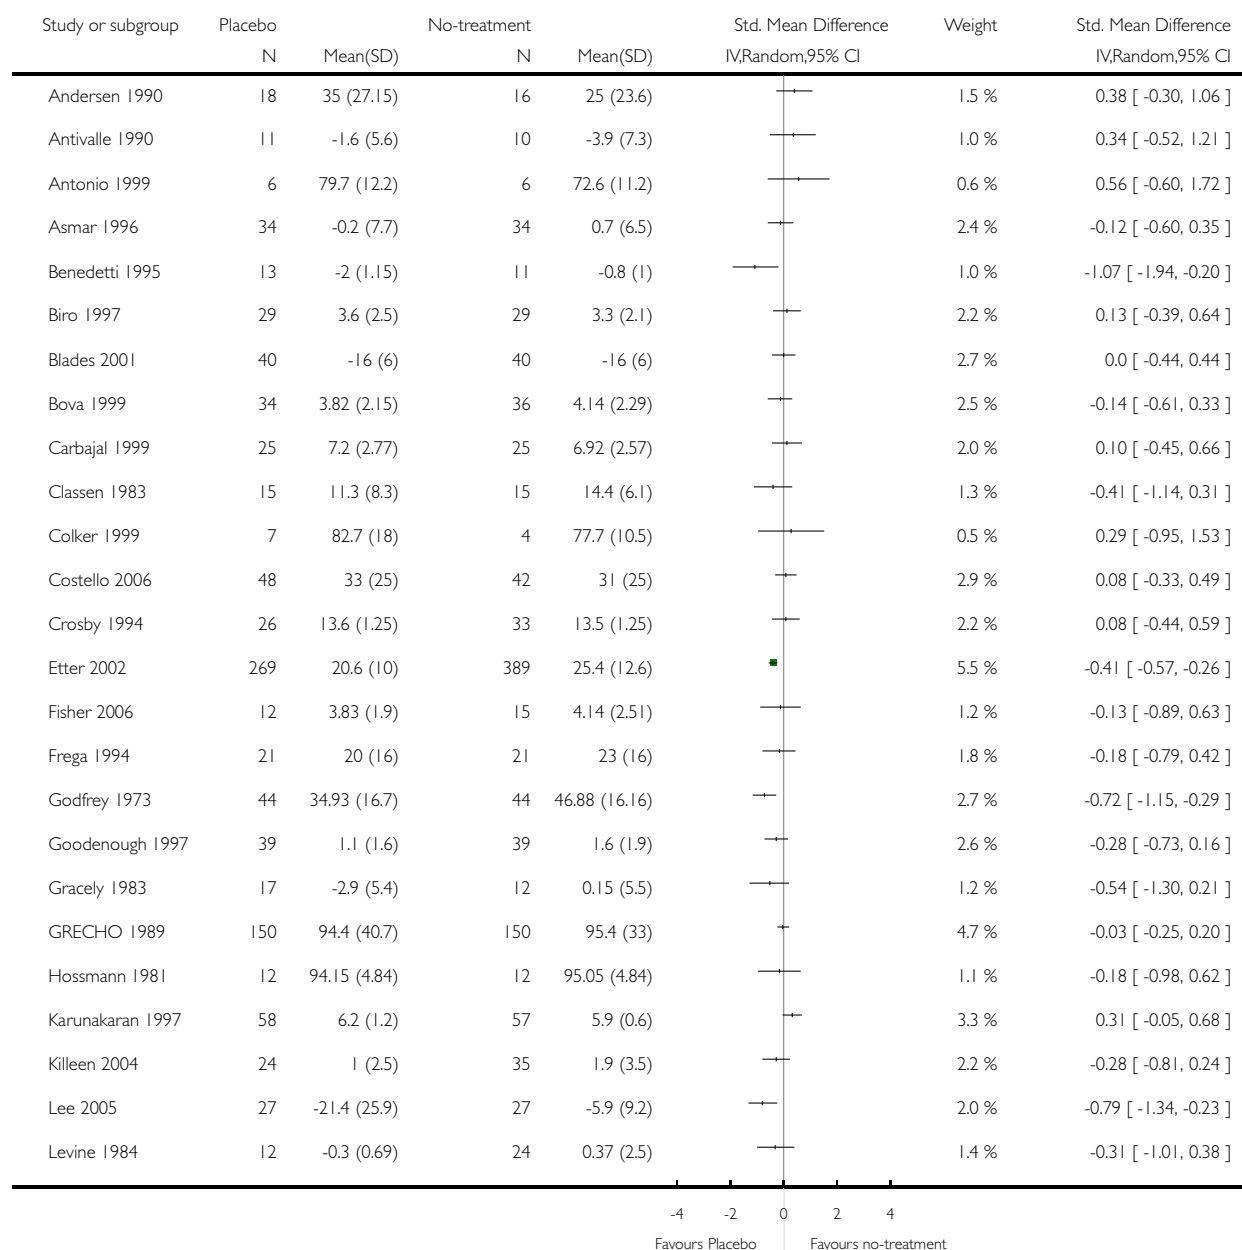 Study or subgroup Placebo No-treatment Std. Mean Difference Weight Std. Mean Difference
N Mean(SD) N Mean(SD) IV,Random,95% CI IV,Random,95% CI
Andersen 1990 18 35 (27.15) 16 25 (23.6) 1.5 % 0.38 [ -0.30, 1.06 ]
Antivalle 1990 11 -1.6 (5.6) 10 -3.9 (7.3) 1.0 % 0.34 [ -0.52, 1.21 ]
Antonio 1999 6 79.7 (12.2) 6 72.6 (11.2) 0.6 % 0.56 [ -0.60, 1.72 ]
Asmar 1996 34 -0.2 (7.7) 34 0.7 (6.5) 2.4 % -0.12 [ -0.60, 0.35 ]
Benedetti 1995 13 -2 (1.15) 11 -0.8 (1) 1.0 % -1.07 [ -1.94, -0.20 ]
Biro 1997 29 3.6 (2.5) 29 3.3 (2.1) 2.2 % 0.13 [ -0.39, 0.64 ]
Blades 2001 40 -16 (6) 40 -16 (6) 2.7 % 0.0 [ -0.44, 0.44 ]
Bova 1999 34 3.82 (2.15) 36 4.14 (2.29) 2.5 % -0.14 [ -0.61, 0.33 ]
Carbajal 1999 25 7.2 (2.77) 25 6.92 (2.57) 2.0 % 0.10 [ -0.45, 0.66 ]
Classen 1983 15 11.3 (8.3) 15 14.4 (6.1) 1.3 % -0.41 [ -1.14, 0.31 ]
Colker 1999 7 82.7 (18) 4 77.7 (10.5) 0.5 % 0.29 [ -0.95, 1.53 ]
Costello 2006 48 33 (25) 42 31 (25) 2.9 % 0.08 [ -0.33, 0.49 ]
Crosby 1994 26 13.6 (1.25) 33 13.5 (1.25) 2.2 % 0.08 [ -0.44, 0.59 ]
Etter 2002 269 20.6 (10) 389 25.4 (12.6) 5.5 % -0.41 [ -0.57, -0.26 ]
Fisher 2006 12 3.83 (1.9) 15 4.14 (2.51) 1.2 % -0.13 [ -0.89, 0.63 ]
Frega 1994 21 20 (16) 21 23 (16) 1.8 % -0.18 [ -0.79, 0.42 ]
Godfrey 1973 44 34.93 (16.7) 44 46.88 (16.16) 2.7 % -0.72 [ -1.15, -0.29 ]
Goodenough 1997 39 1.1 (1.6) 39 1.6 (1.9) 2.6 % -0.28 [ -0.73, 0.16 ]
Gracely 1983 17 -2.9 (5.4) 12 0.15 (5.5) 1.2 % -0.54 [ -1.30, 0.21 ]
GRECHO 1989 150 94.4 (40.7) 150 95.4 (33) 4.7 % -0.03 [ -0.25, 0.20 ]
Hossmann 1981 12 94.15 (4.84) 12 95.05 (4.84) 1.1 % -0.18 [ -0.98, 0.62 ]
Karunakaran 1997 58 6.2 (1.2) 57 5.9 (0.6) 3.3 % 0.31 [ -0.05, 0.68 ]
Killeen 2004 24 1 (2.5) 35 1.9 (3.5) 2.2 % -0.28 [ -0.81, 0.24 ]
Lee 2005 27 -21.4 (25.9) 27 -5.9 (9.2) 2.0 % -0.79 [ -1.34, -0.23 ]
Levine 1984 12 -0.3 (0.69) 24 0.37 (2.5) 1.4 % -0.31 [ -1.01, 0.38 ]
-4 -2 0 2 4
Favours Placebo Favours no-treatment